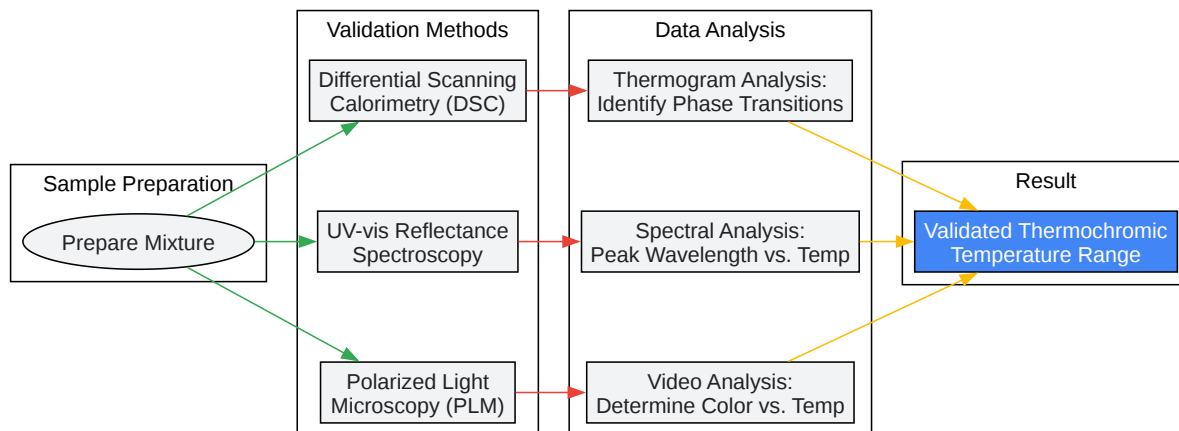 Sample Preparation
Prepare Mixture
Validation Methods
Differential Scanning
Calorimetry (DSC)
UV-vis Reflectance
Spectroscopy
Polarized Light
Microscopy (PLM)
Data Analysis
Thermogram Analysis:
Identify Phase Transitions
Spectral Analysis:
Peak Wavelength vs. Temp
Video Analysis:
Determine Color vs. Temp
Result
Validated Thermochromic
Temperature Range